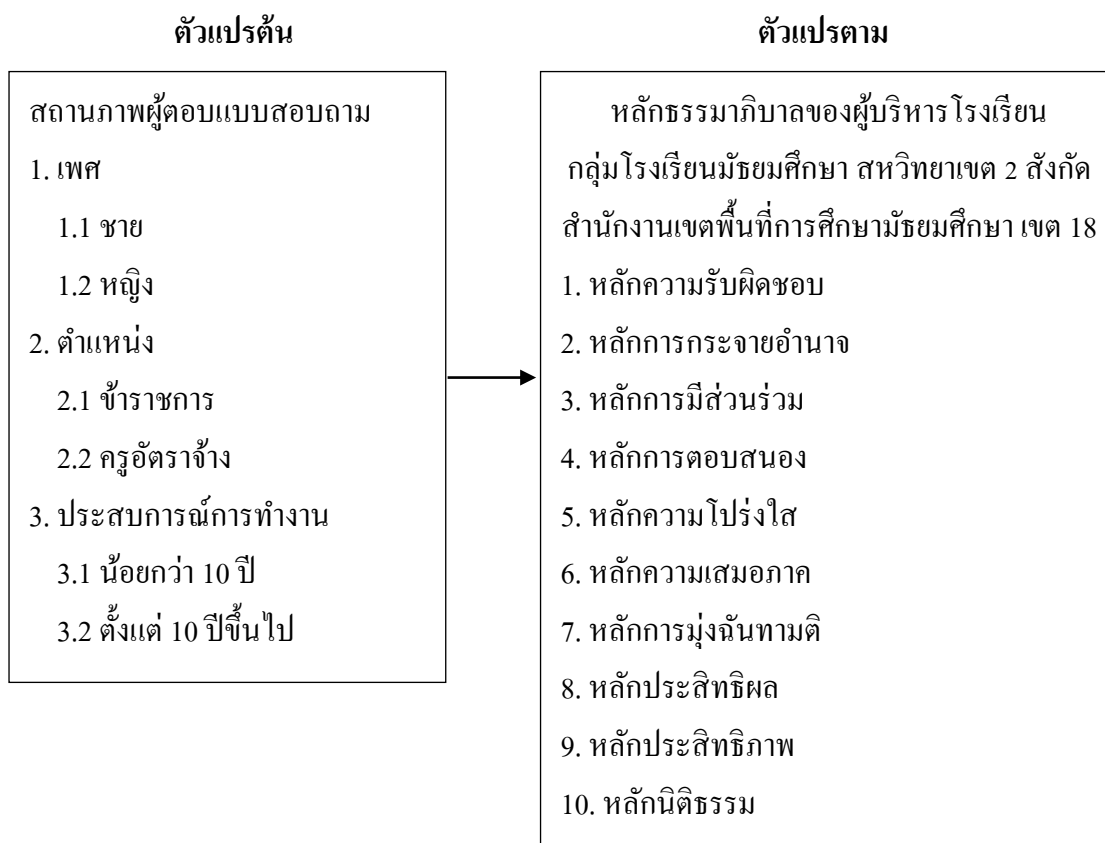 ตัวแปรต้น
ตัวแปรตาม
สถานภาพผู้ตอบแบบสอบถาม
1. เพศ
1.1 ชาย
1.2 หญิง
2. ตำแหน่ง
2.1 ข้าราชการ
2.2 ครูอัตราจ้าง
3. ประสบการณ์การทำงาน
3.1 น้อยกว่า 10 ปี
3.2 ตั้งแต่ 10 ปีขึ้นไป
หลักธรรมาภิบาลของผู้บริหารโรงเรียน
กลุ่มโรงเรียนมัธยมศึกษา สหวิทยาเขต 2 สังกัด
สำนักงานเขตพื้นที่การศึกษามัธยมศึกษา เขต 18
1. หลักความรับผิดชอบ
2. หลักการกระจายอำนาจ
3. หลักการมีส่วนร่วม
4. หลักการตอบสนอง
5. หลักความโปร่งใส
6. หลักความเสมอภาค
7. หลักการมุ่งฉันทามติ
8. หลักประสิทธิผล
9. หลักประสิทธิภาพ
10. หลักนิติธรรม